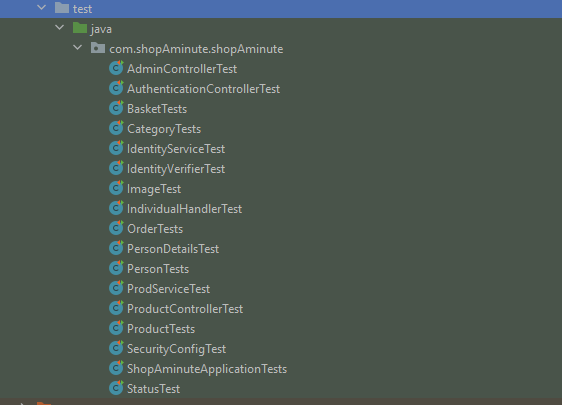 test
java
com.shopAminute.shopAminute
AdminControllerTest
AuthenticationControllerTest
BasketTests
CategoryTests
IdentityServiceTest
IdentityVerifierTest
ImageTest
IndividualHandlerTest
OrderTests
PersonDetailsTest
PersonTests
ProdServiceTest
ProductControllerTest
ProductTests
SecurityConfigTest
ShopAminuteApplicationTests
StatusTest